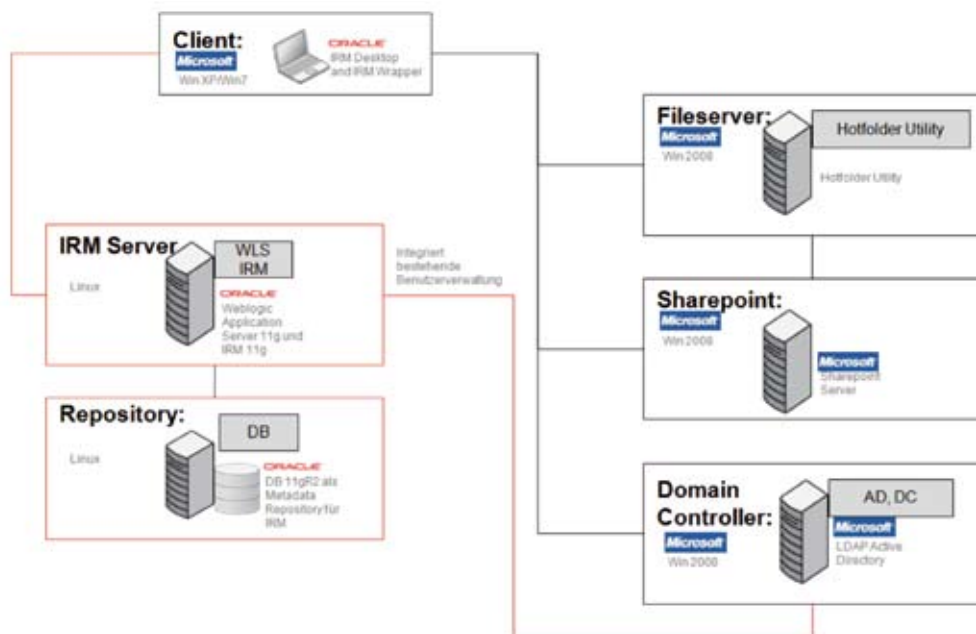 Client:
Microsoft
Win XP/Win7
ORACLE
IRM Desktop
and IRM Wrapper
Fileserver:
Microsoft
Win 2008
Hotfolder Utility
Hotfolder Utility
IRM Server
Linux
WLS
IRM
ORACLE
Weblogic
Application
Server 11g und
IRM 11g
Integriert
bestehende
Benutzerverwaltung
Sharepoint:
Microsoft
Win 2008
Microsoft
Sharepoint
Server
Repository:
Linux
DB
ORACLE
DB 11gR2 als
Metadata
Repository für
IRM
Domain
Controller:
Microsoft
Win 2008
AD, DC
Microsoft
LDAP Active
Directory